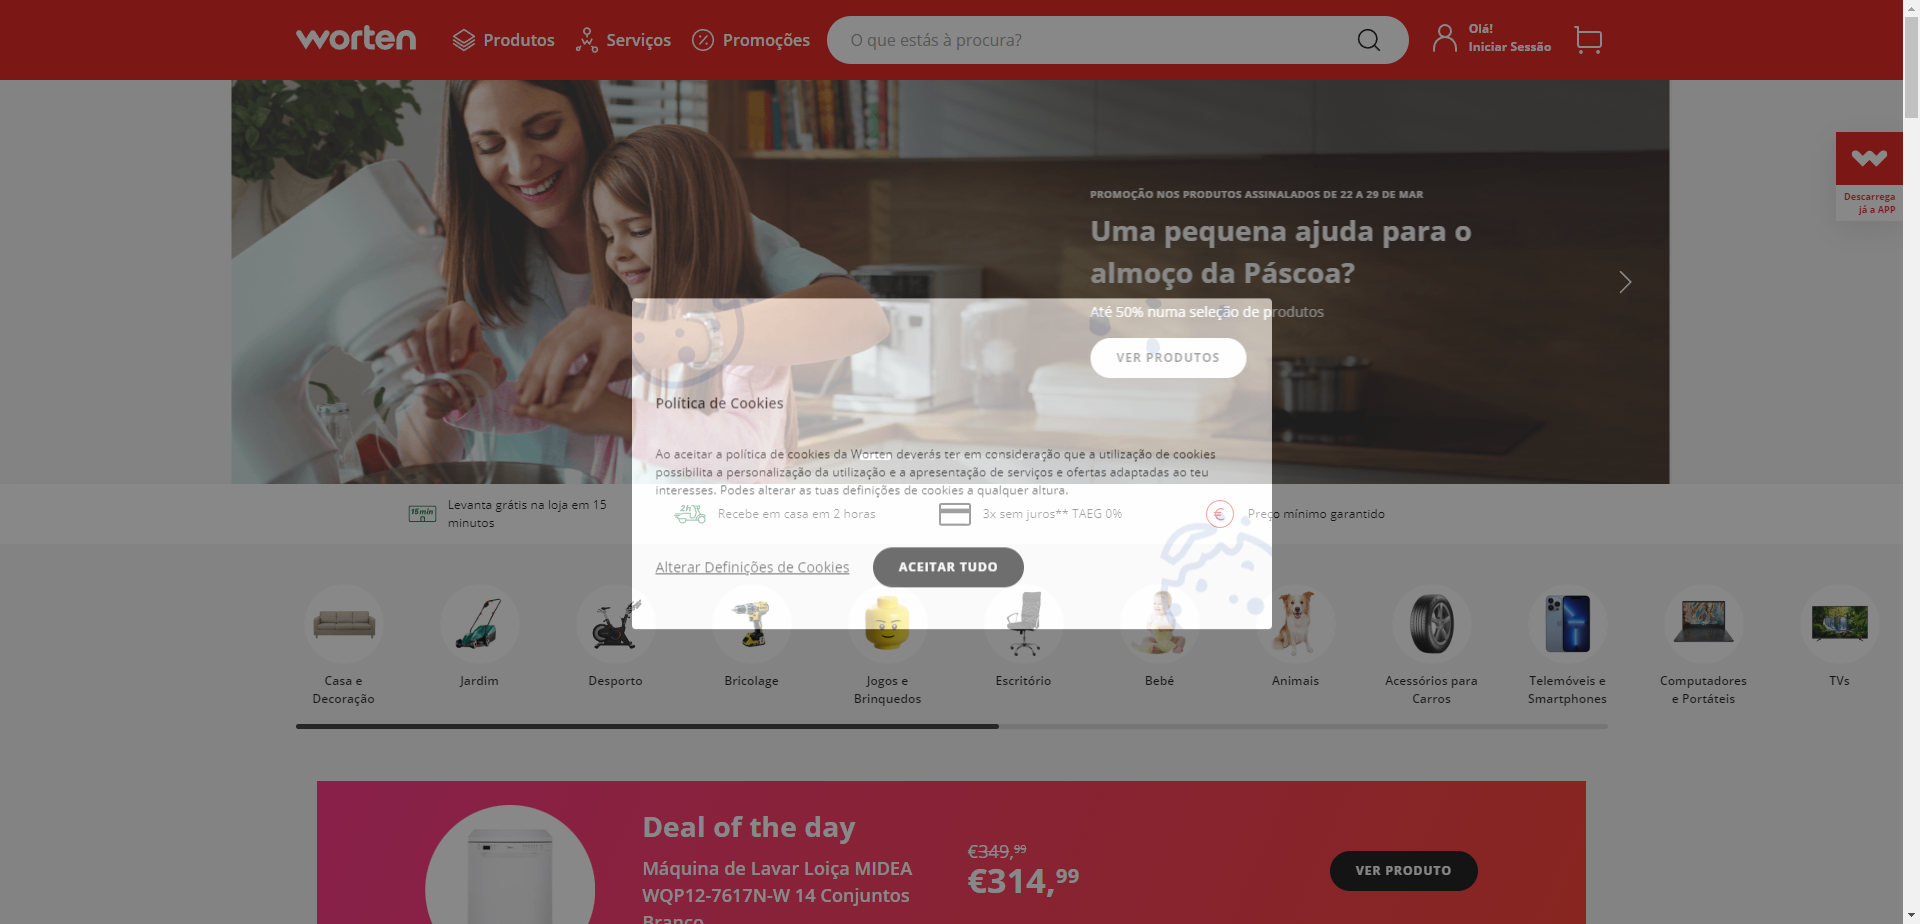 worten
Produtos
Serviços
Promoções
O que estás à procura?
Olá!
Iniciar Sessão
Descarrega
já a APP
PROMOÇÃO NOS PRODUTOS ASSINALADOS DE 22 A 29 DE MAR
Uma pequena ajuda para o
almoço da Páscoa?
Até 50% numa seleção de produtos
VER PRODUTOS
Política de Cookies
Ao aceitar a política de cookies da Worten deverás ter em consideração que a utilização de cookies
possibilita a personalização da utilização e a apresentação de serviços e ofertas adaptadas ao teu
interesses. Podes alterar as tuas definições de cookies a qualquer altura.
15min
Levanta grátis na loja em 15
minutos
2h
Recebe em casa em 2 horas
3x sem juros** TAEG 0%
€
Preço mínimo garantido
Alterar Definições de Cookies
ACEITAR TUDO
Casa e
Decoração
Jardim
Desporto
Bricolage
Jogos e
Brinquedos
Escritório
Bebé
Animais
Acessórios para
Carros
Telemóveis e
Smartphones
Computadores
e Portáteis
TVs
Deal of the day
Máquina de Lavar Loiça MIDEA
WQP12-7617N-W 14 Conjuntos
Branco
€349,99
€314,99
VER PRODUTO